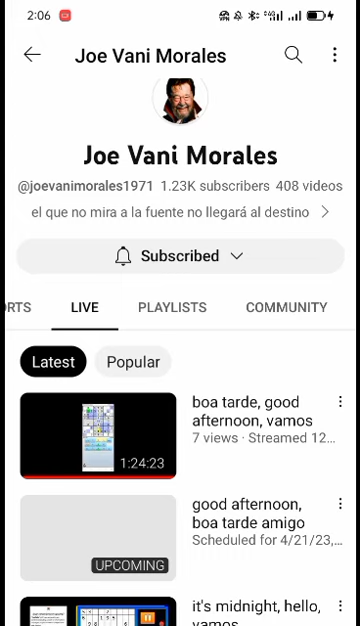 2:06
Joe Vani Morales
Joe Vani Morales
@joevanimorales1971 1.23K subscribers 408 videos
el que no mira a la fuente no llegará al destino
Subscribed
ORTS LIVE PLAYLISTS COMMUNITY
Latest Popular
boa tarde, good
afternoon, vamos
7 views · Streamed 12...
1:24:23
good afternoon,
boa tarde amigo
Scheduled for 4/21/23,...
UPCOMING
it's midnight, hello,
vamos